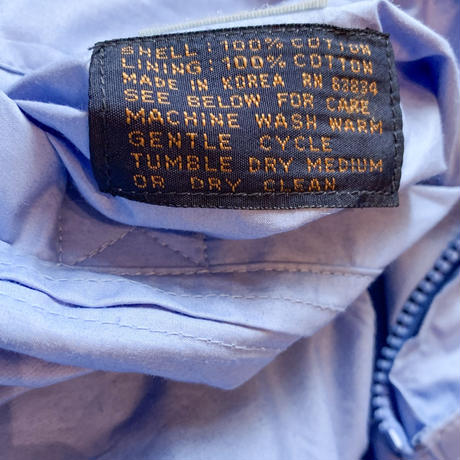 SHELL: 100% COTTON
LINING: 100% COTTON
MADE IN KOREA RN 63234
SEE BELOW FOR CARE
MACHINE WASH WARM
GENTLE CYCLE
TUMBLE DRY MEDIUM
OR DRY CLEAN